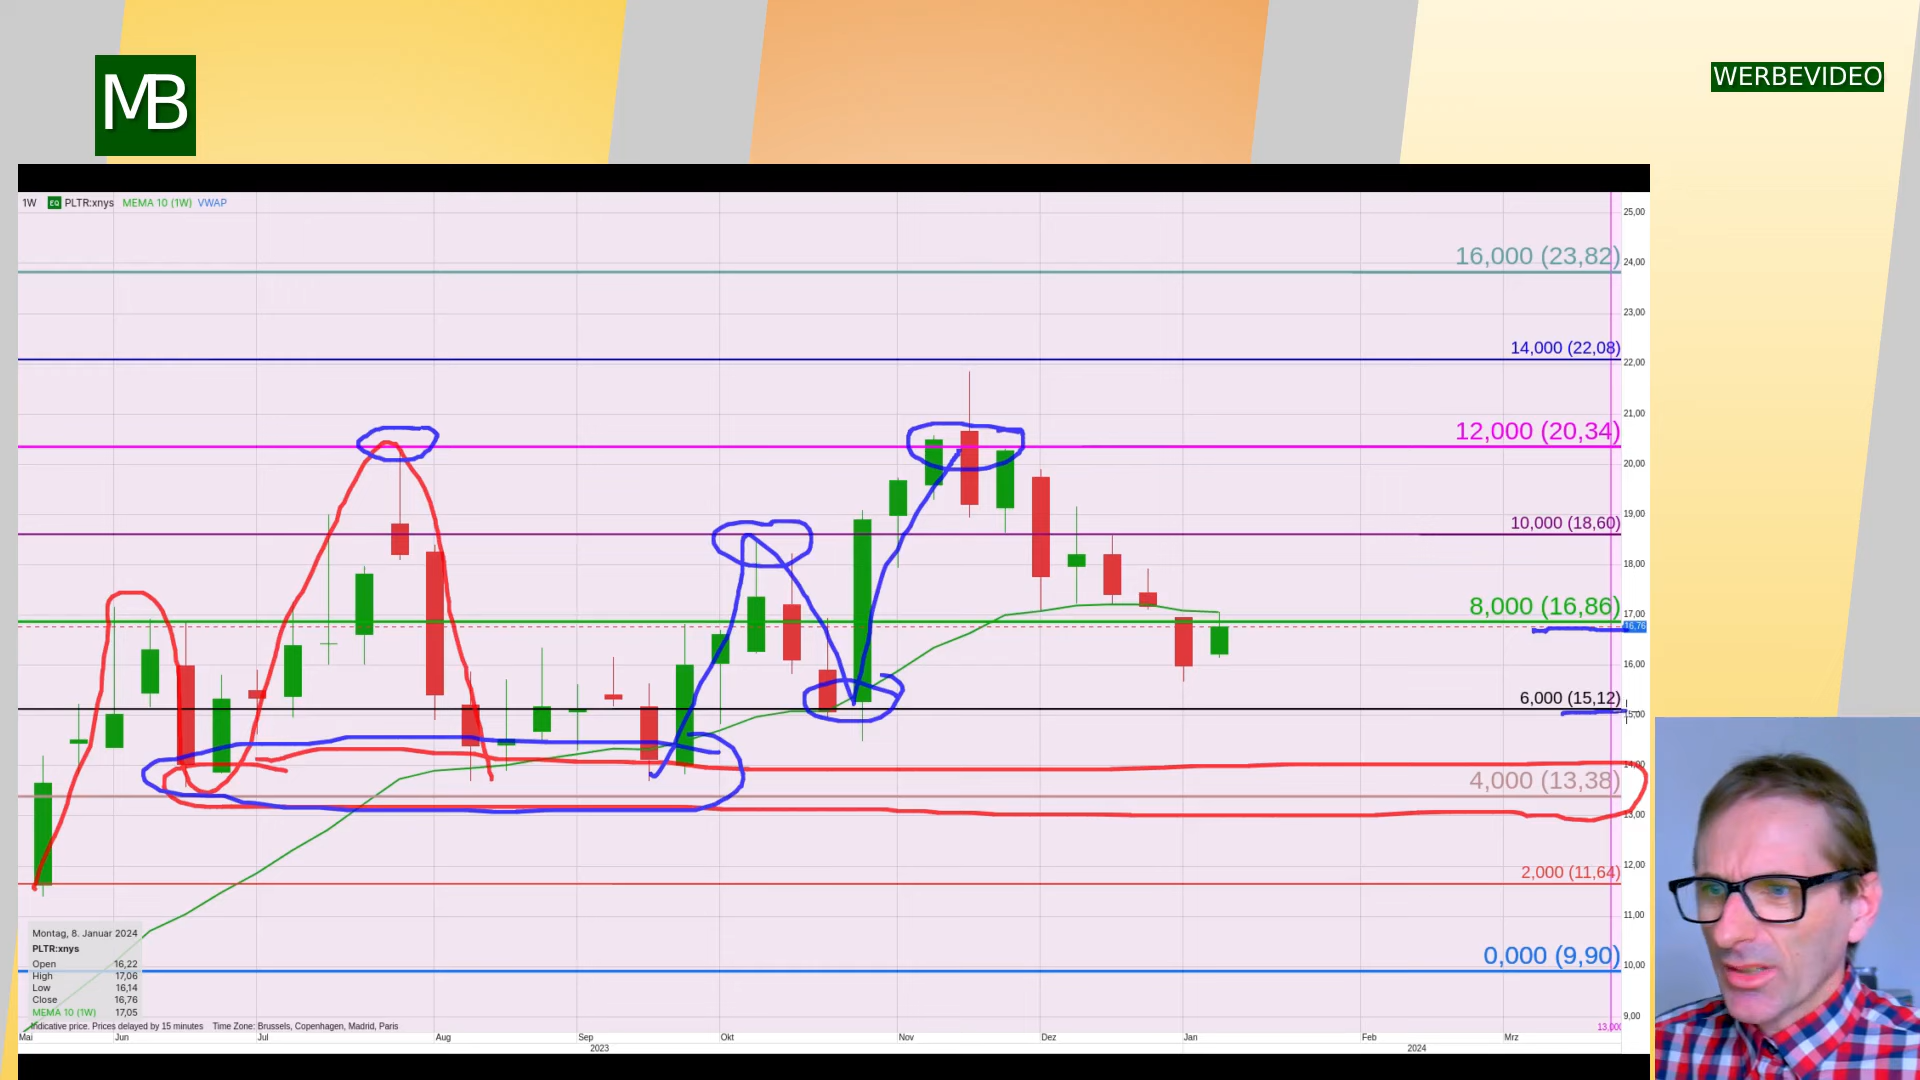 MB
WERBEVIDEO
1W EQ PLTR:xnys MEMA 10 (1W) VWAP
25,00
16,000 (23,82)
24,00
23,00
14,000 (22,08)
22,00
21,00
12,000 (20,34)
20,00
19,00
10,000 (18,60)
18,00
17,00
8,000 (16,86)
16,76
16,00
6,000 (15,12)
15,00
14,00
4,000 (13,38)
13,00
12,00
2,000 (11,64)
11,00
0,000 (9,90)
10,00
9,00
Montag, 8. Januar 2024
PLTR:xnys
Open 16,22
High 17,06
Low 16,14
Close 16,76
MEMA 10 (1W) 17,05
Indicative price. Prices delayed by 15 minutes Time Zone: Brussels, Copenhagen, Madrid, Paris
Mai Jun Jul Aug Sep Okt Nov Dez Jan Feb Mrz
2023 2024